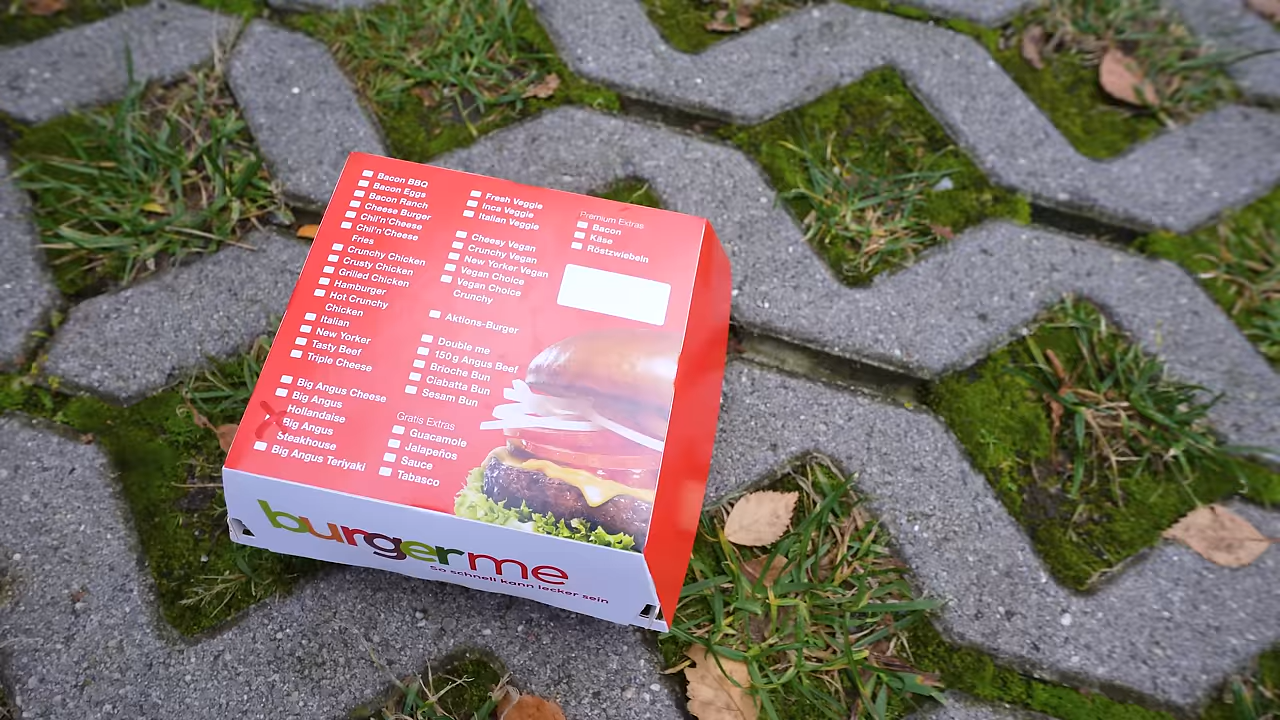 Bacon BBQ
Bacon Eggs
Bacon Ranch
Cheese Burger
Chil'n'Cheese
Chil'n'Cheese
Fries
Crunchy Chicken
Crusty Chicken
Grilled Chicken
Hamburger
Hot Crunchy
Chicken
Italian
New Yorker
Tasty Beef
Triple Cheese
Big Angus Cheese
Big Angus
Hollandaise
Big Angus
Steakhouse
Big Angus Teriyaki
Fresh Veggie
Inca Veggie
Italian Veggie
Cheesy Vegan
Crunchy Vegan
New Yorker Vegan
Vegan Choice
Vegan Choice
Crunchy
Aktions-Burger
Double me
150g Angus Beef
Brioche Bun
Ciabatta Bun
Sesam Bun
Gratis Extras
Guacamole
Jalapeños
Sauce
Tabasco
Premium Extras
Bacon
Käse
Röstzwiebeln
burgerme
So schnell kann lecker sein